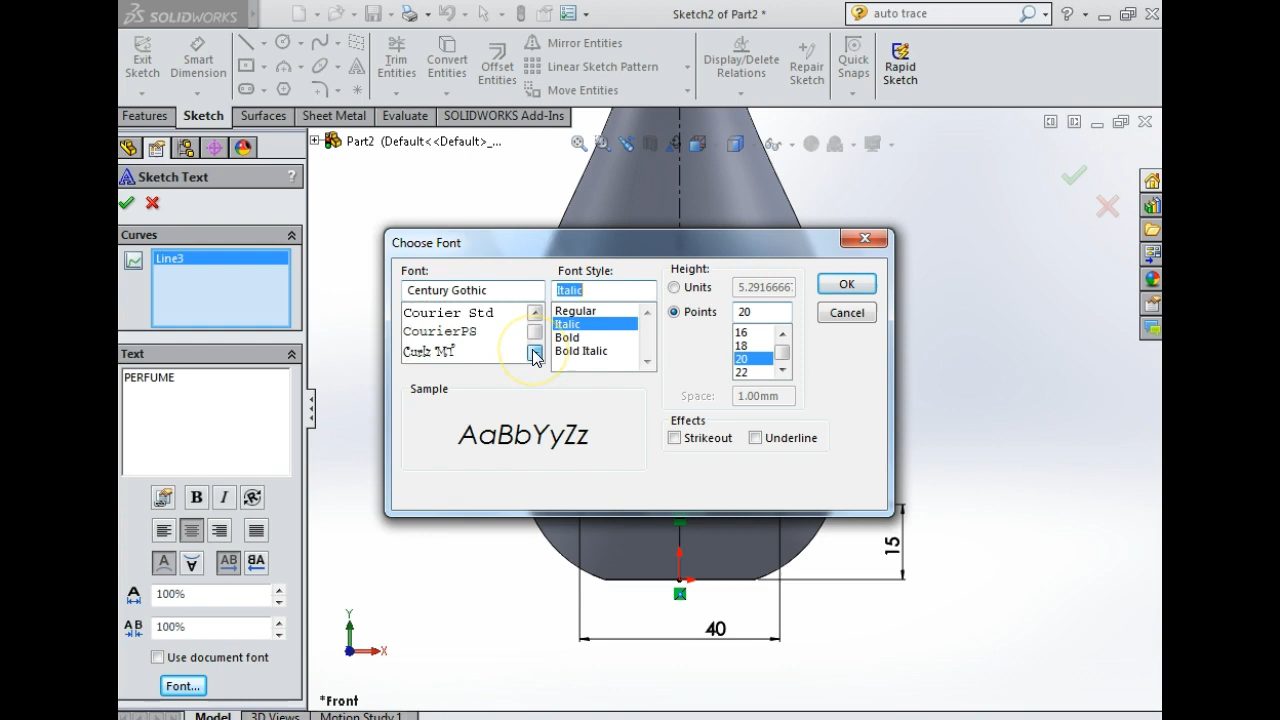 SOLIDWORKS
Sketch2 of Part2 *
auto trace
Exit
Sketch
Smart
Dimension
Trim
Entities
Convert
Entities
Offset
Entities
Mirror Entities
Linear Sketch Pattern
Move Entities
Display/Delete
Relations
Repair
Sketch
Quick
Snaps
Rapid
Sketch
Features
Sketch
Surfaces
Sheet Metal
Evaluate
SOLIDWORKS Add-Ins
Part2 (Default<<Default>_...
Sketch Text
?
Curves
Line3
Text
PERFUME
B
I
AB
100%
AB
100%
Use document font
Font...
Choose Font
Font:
Century Gothic
Courier Std
CourierPS
Curlz MT
Font Style:
Italic
Regular
Italic
Bold
Bold Italic
Height:
Units
5.29166667
Points
20
16
18
20
22
Space:
1.00mm
OK
Cancel
Sample
AaBbYyZz
Effects
Strikeout
Underline
15
40
Y
X
*Front
Model
3D Views
Motion Study 1